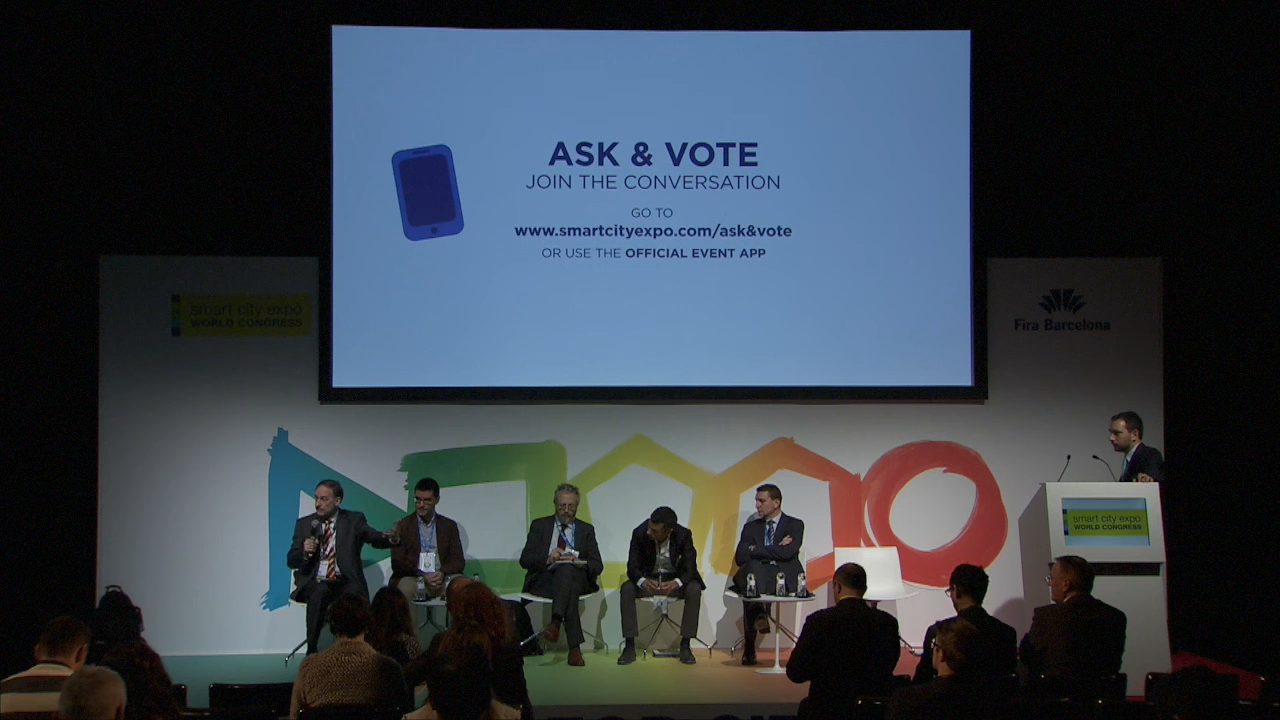 ASK & VOTE
JOIN THE CONVERSATION
GO TO
www.smartcityexpo.com/ask&vote
OR USE THE OFFICIAL EVENT APP
smart city expo
WORLD CONGRESS
Fira Barcelona
smart city expo
WORLD CONGRESS